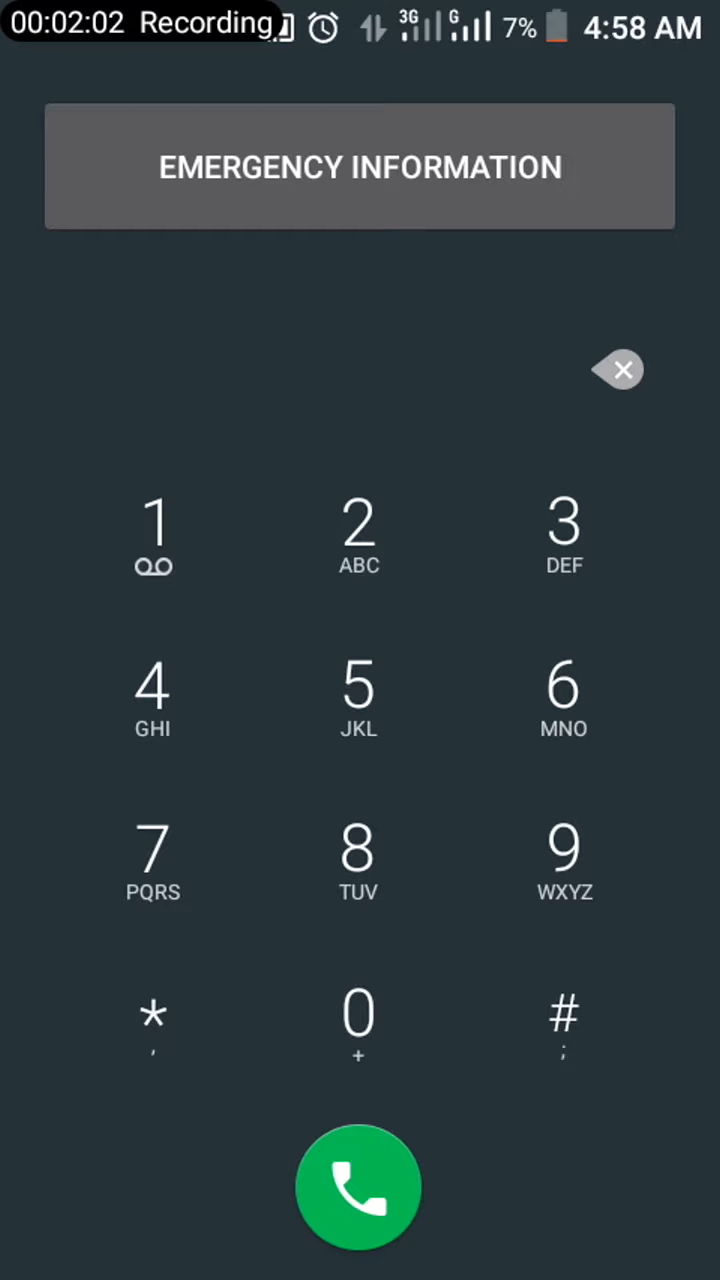 00:02:02 Recording 3G G 7% 4:58 AM
EMERGENCY INFORMATION
1 2 3
ABC DEF
4 5 6
GHI JKL MNO
7 8 9
PQRS TUV WXYZ
* 0 #
, + ;